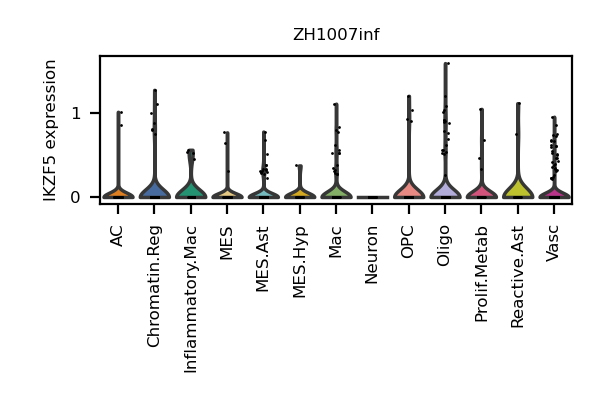 ZH1007inf
IKZF5 expression
1
0
AC
Chromatin.Reg
Inflammatory.Mac
MES
MES.Ast
MES.Hyp
Mac
Neuron
OPC
Oligo
Prolif.Metab
Reactive.Ast
Vasc